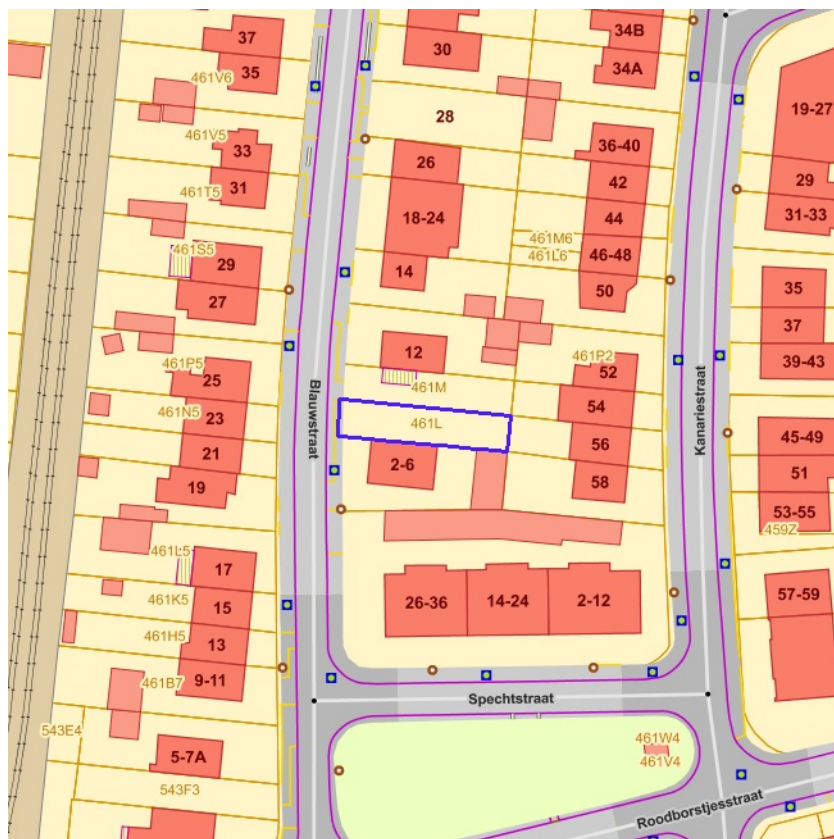 37
35
461V6
30
34B
34A
28
19-27
461V5
33
461T5
31
26
36-40
42
29
31-33
18-24
44
461M6
461L6
46-48
461S5
29
14
50
27
35
37
39-43
12
461P2
52
461P5
25
461M
54
461N5
23
461L
Blauwstraat
Kanariestraat
56
45-49
21
2-6
58
51
19
53-55
459Z
461L5
17
461K5
15
26-36
14-24
2-12
57-59
461H5
13
461B7
9-11
Spechtstraat
543E4
461W4
461V4
5-7A
543F3
Roodborstjesstraat